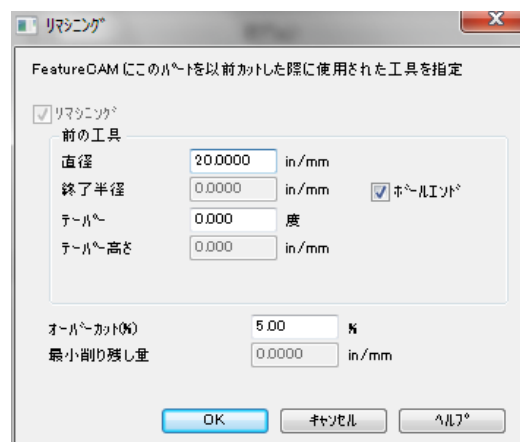 リマシニング
FeatureCAM にこのパートを以前カットした際に使用された工具を指定
リマシニング
前の工具
直径 20.0000 in/mm
終了半径 0.0000 in/mm ボールエンド
テーパー 0.000 度
テーパー高さ 0.000 in/mm
オーバーカット(%) 5.00 %
最小削り残し量 0.0000 in/mm
OK キャンセル ヘルプ